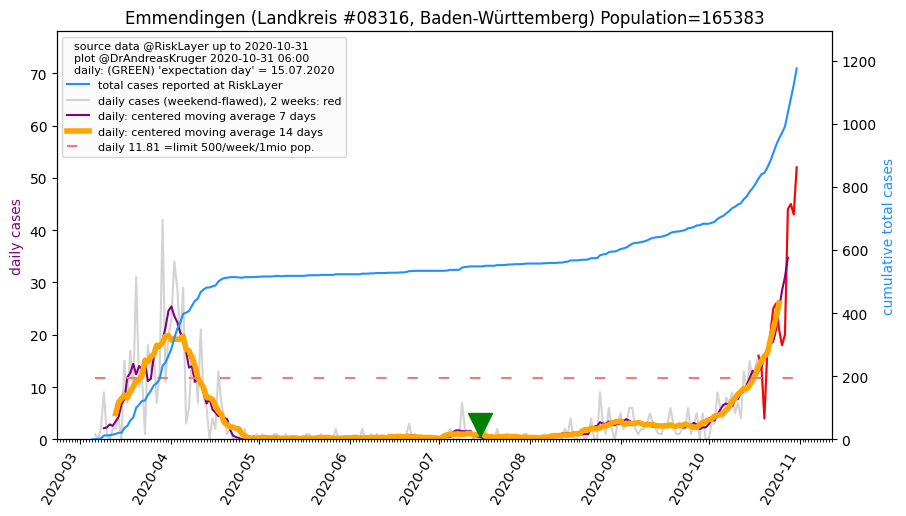 Emmendingen (Landkreis #08316, Baden-Württemberg) Population=165383
source data @RiskLayer up to 2020-10-31
plot @DrAndreasKruger 2020-10-31 06:00
daily: (GREEN) 'expectation day' = 15.07.2020
total cases reported at RiskLayer
daily cases (weekend-flawed), 2 weeks: red
daily: centered moving average 7 days
daily: centered moving average 14 days
daily 11.81 =limit 500/week/1mio pop.
daily cases
70
60
50
40
30
20
10
0
cumulative total cases
1200
1000
800
600
400
200
0
2020-03
2020-04
2020-05
2020-06
2020-07
2020-08
2020-09
2020-10
2020-11